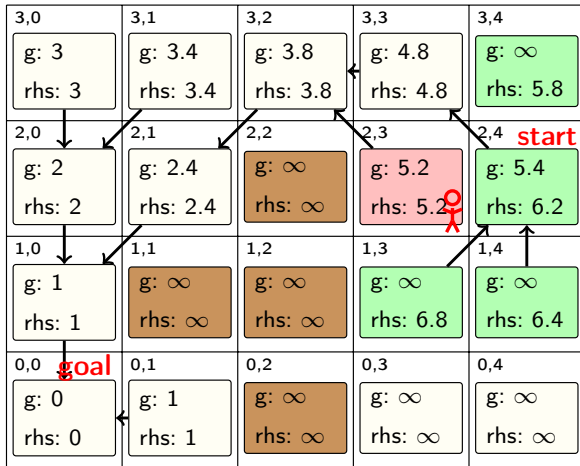 3,0 3,1 3,2 3,3 3,4
g: 3 g: 3.4 g: 3.8 g: 4.8 g: ∞
rhs: 3 rhs: 3.4 rhs: 3.8 rhs: 4.8 rhs: 5.8
2,0 2,1 2,2 2,3 2,4
start
g: 2 g: 2.4 g: ∞ g: 5.2 g: 5.4
rhs: 2 rhs: 2.4 rhs: ∞ rhs: 5.2 rhs: 6.2
1,0 1,1 1,2 1,3 1,4
g: 1 g: ∞ g: ∞ g: ∞ g: ∞
rhs: 1 rhs: ∞ rhs: ∞ rhs: 6.8 rhs: 6.4
0,0 0,1 0,2 0,3 0,4
goal
g: 0 g: 1 g: ∞ g: ∞ g: ∞
rhs: 0 rhs: 1 rhs: ∞ rhs: ∞ rhs: ∞